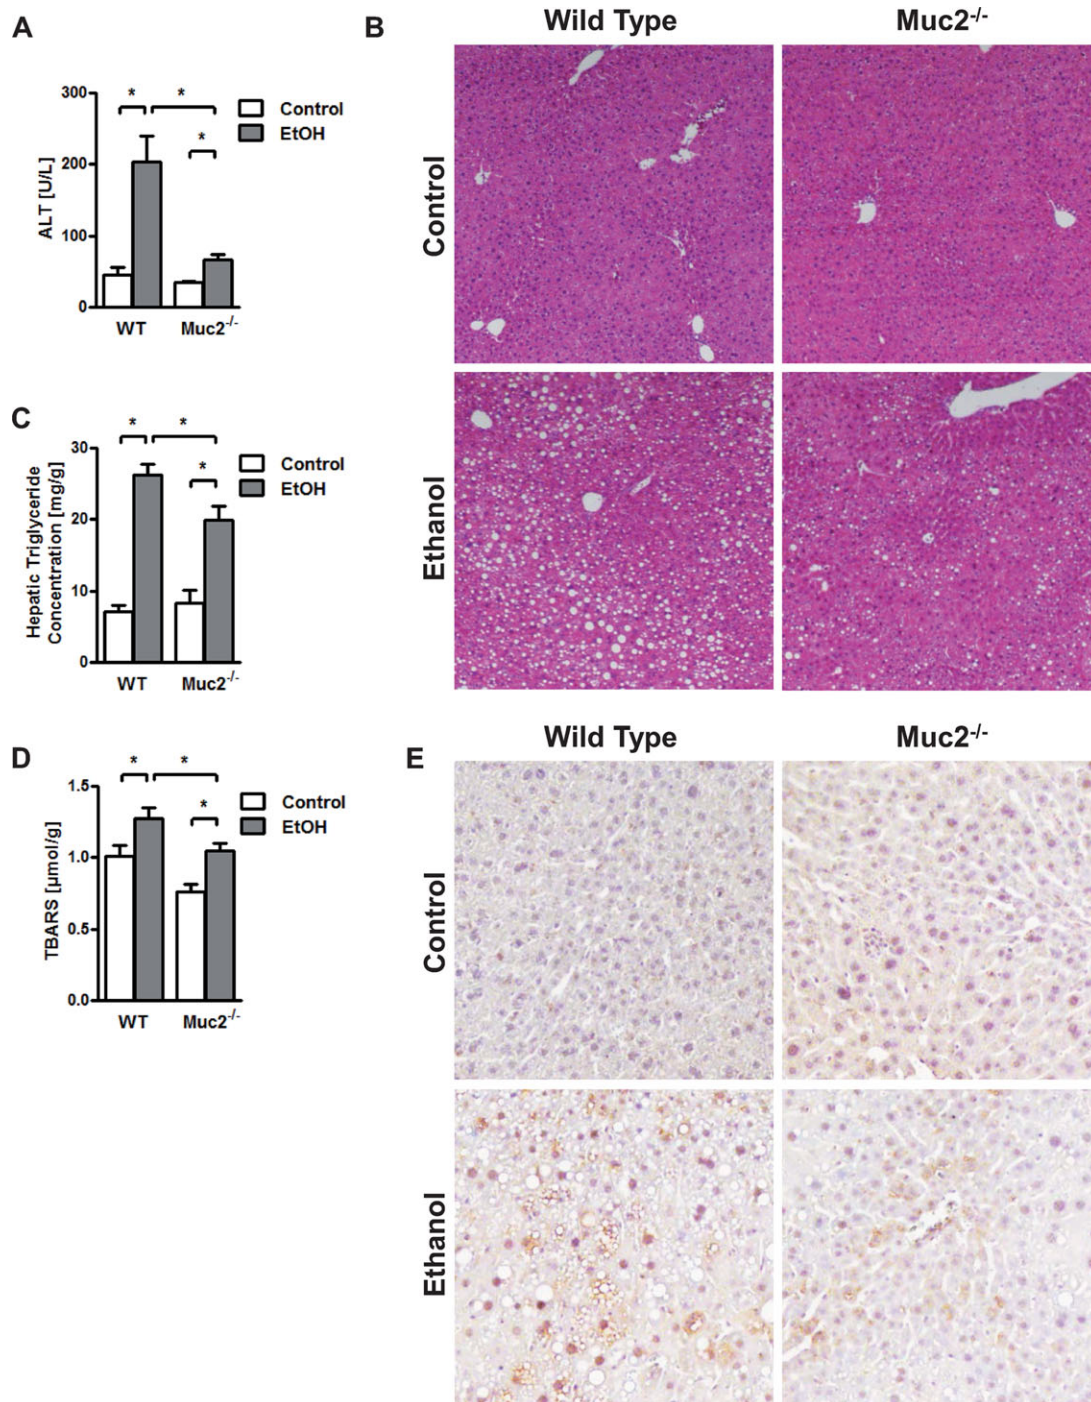 A
300
200
100
0
ALT [U/L]
* *
*
Control
EtOH
WT Muc2-/-
B
Wild Type Muc2-/-
Control
Ethanol
C
30
20
10
0
Hepatic Triglyceride
Concentration [mg/g]
* *
*
Control
EtOH
WT Muc2-/-
D
1.5
1.0
0.5
0.0
TBARS [µmol/g]
* *
*
Control
EtOH
WT Muc2-/-
E
Wild Type Muc2-/-
Control
Ethanol